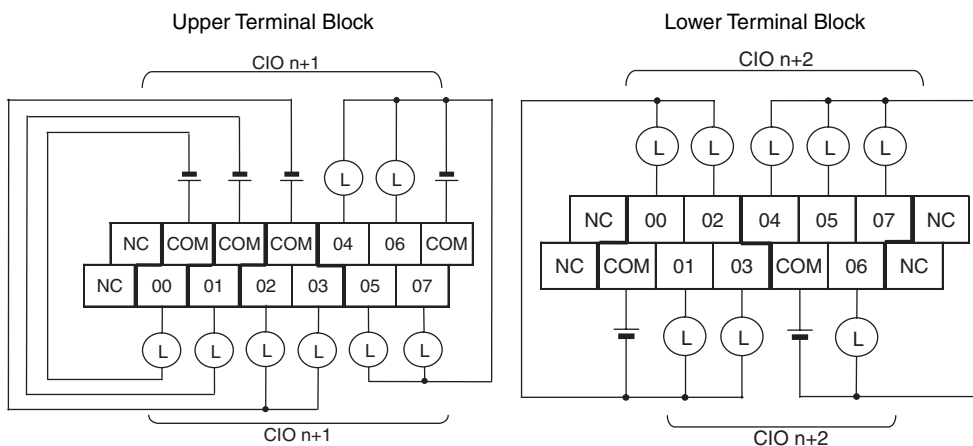 Upper Terminal Block
CIO n+1
L L
NC COM COM COM 04 06 COM
NC 00 01 02 03 05 07
L L L L L L
CIO n+1
Lower Terminal Block
CIO n+2
L L L L L
NC 00 02 04 05 07 NC
NC COM 01 03 COM 06 NC
L L L
CIO n+2